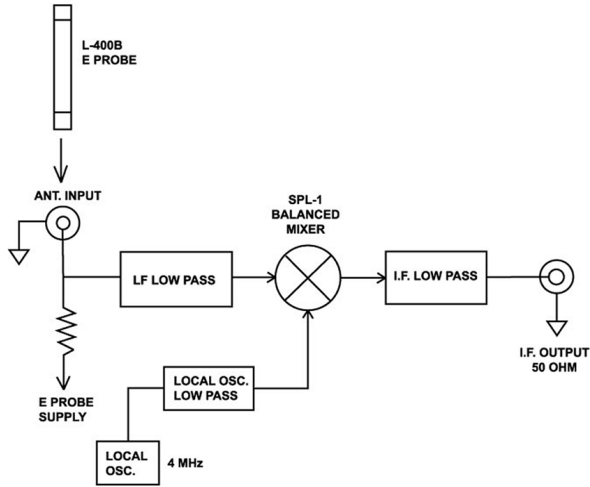 L-400B
E PROBE
ANT. INPUT
SPL-1
BALANCED
MIXER
LF LOW PASS
I.F. LOW PASS
I.F. OUTPUT
50 OHM
E PROBE
SUPPLY
LOCAL OSC.
LOW PASS
LOCAL
OSC.
4 MHz